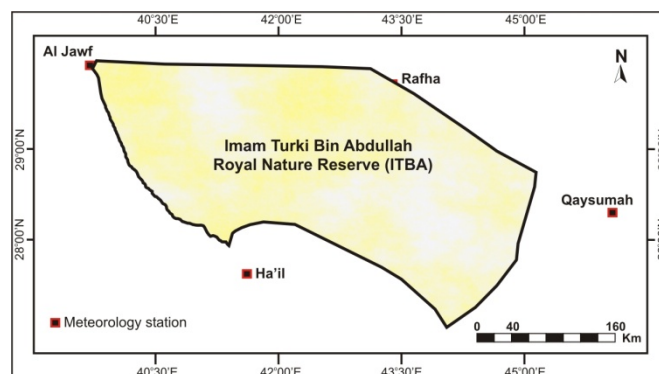 40°30'E 42°00'E 43°30'E 45°00'E
Al Jawf
N
Rafha
Imam Turki Bin Abdullah
Royal Nature Reserve (ITBA)
29°00'N
Qaysumah
28°00'N
Ha'il
Meteorology station
0 40 80 160
Km
40°30'E 42°00'E 43°30'E 45°00'E